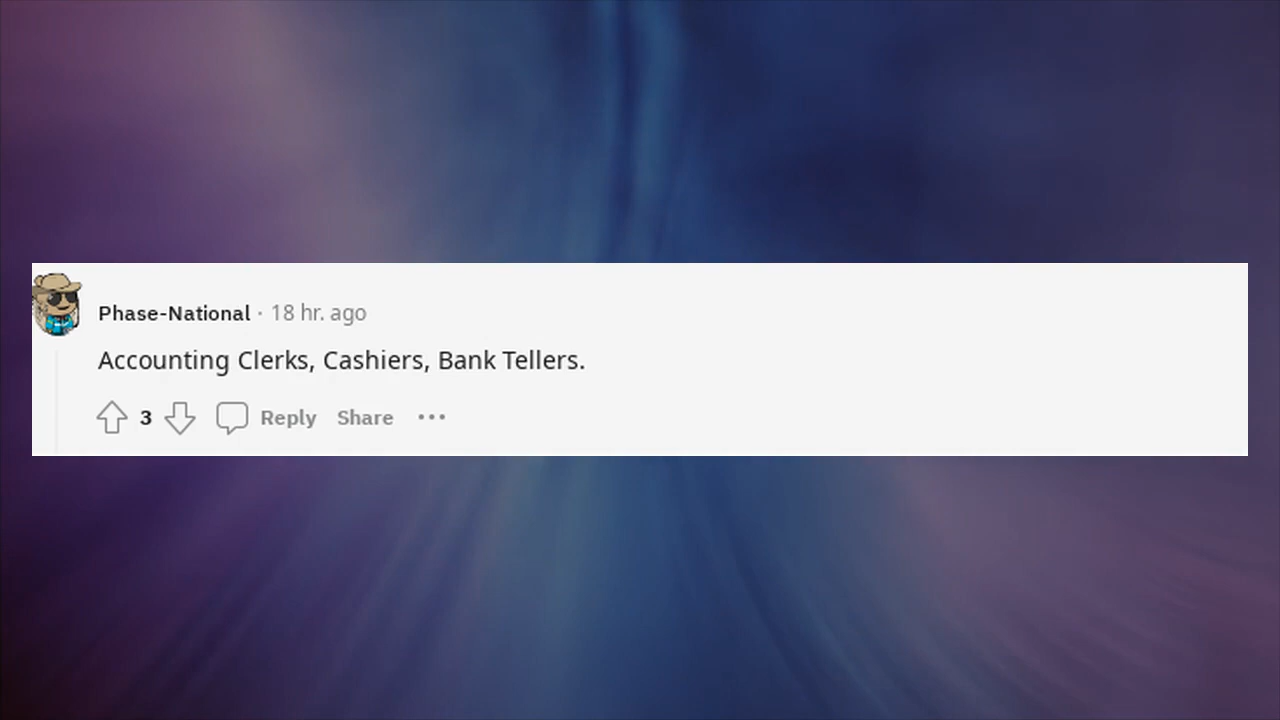 Phase-National · 18 hr. ago
Accounting Clerks, Cashiers, Bank Tellers.
3 Reply Share ···